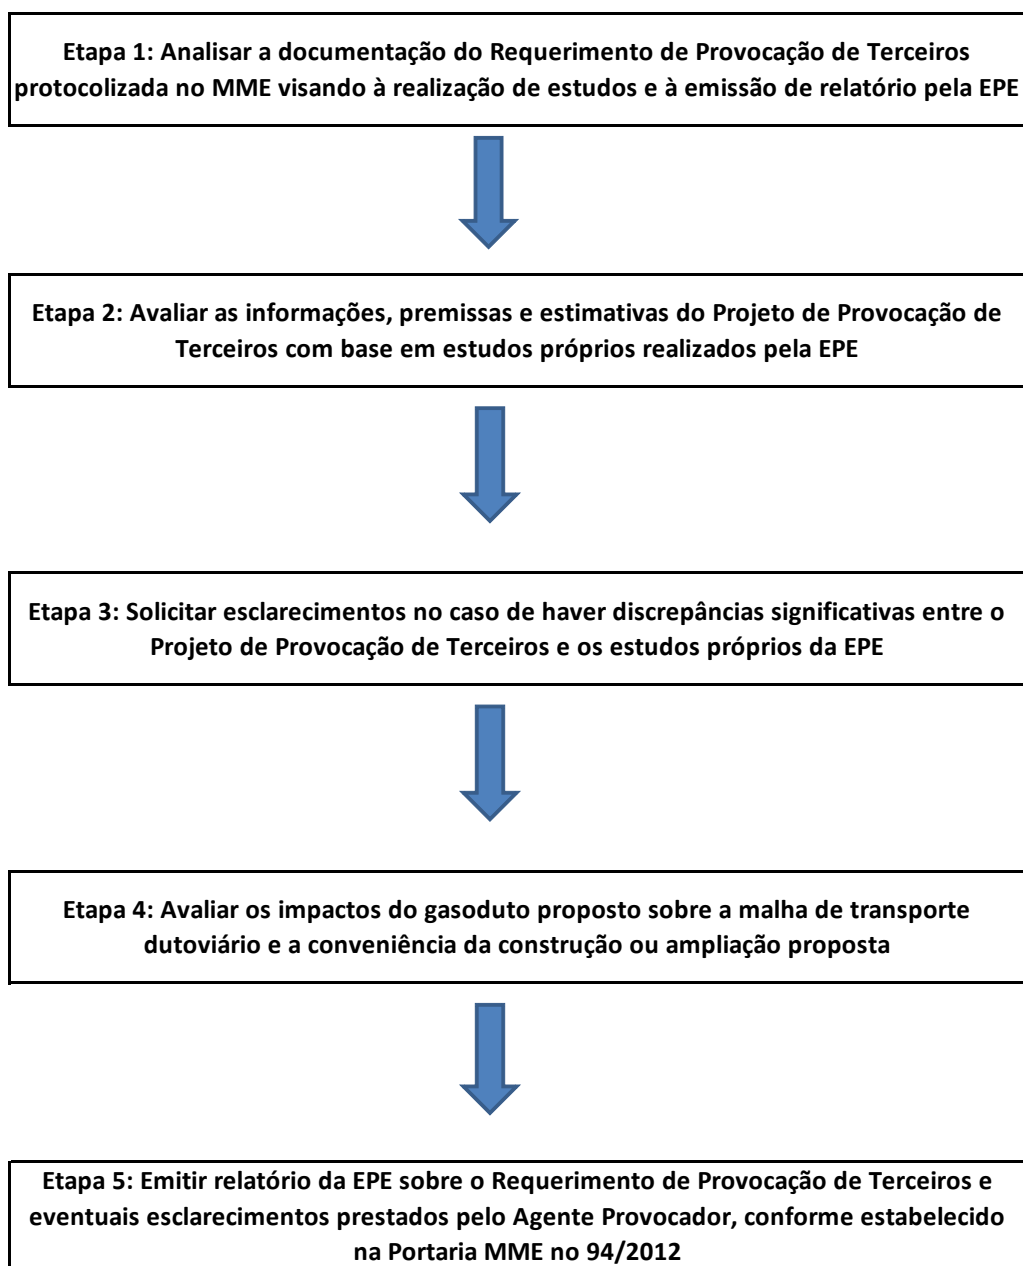 Etapa 1: Analisar a documentação do Requerimento de Provocação de Terceiros
protocolizada no MME visando à realização de estudos e à emissão de relatório pela EPE
Etapa 2: Avaliar as informações, premissas e estimativas do Projeto de Provocação de
Terceiros com base em estudos próprios realizados pela EPE
Etapa 3: Solicitar esclarecimentos no caso de haver discrepâncias significativas entre o
Projeto de Provocação de Terceiros e os estudos próprios da EPE
Etapa 4: Avaliar os impactos do gasoduto proposto sobre a malha de transporte
dutoviário e a conveniência da construção ou ampliação proposta
Etapa 5: Emitir relatório da EPE sobre o Requerimento de Provocação de Terceiros e
eventuais esclarecimentos prestados pelo Agente Provocador, conforme estabelecido
na Portaria MME no 94/2012